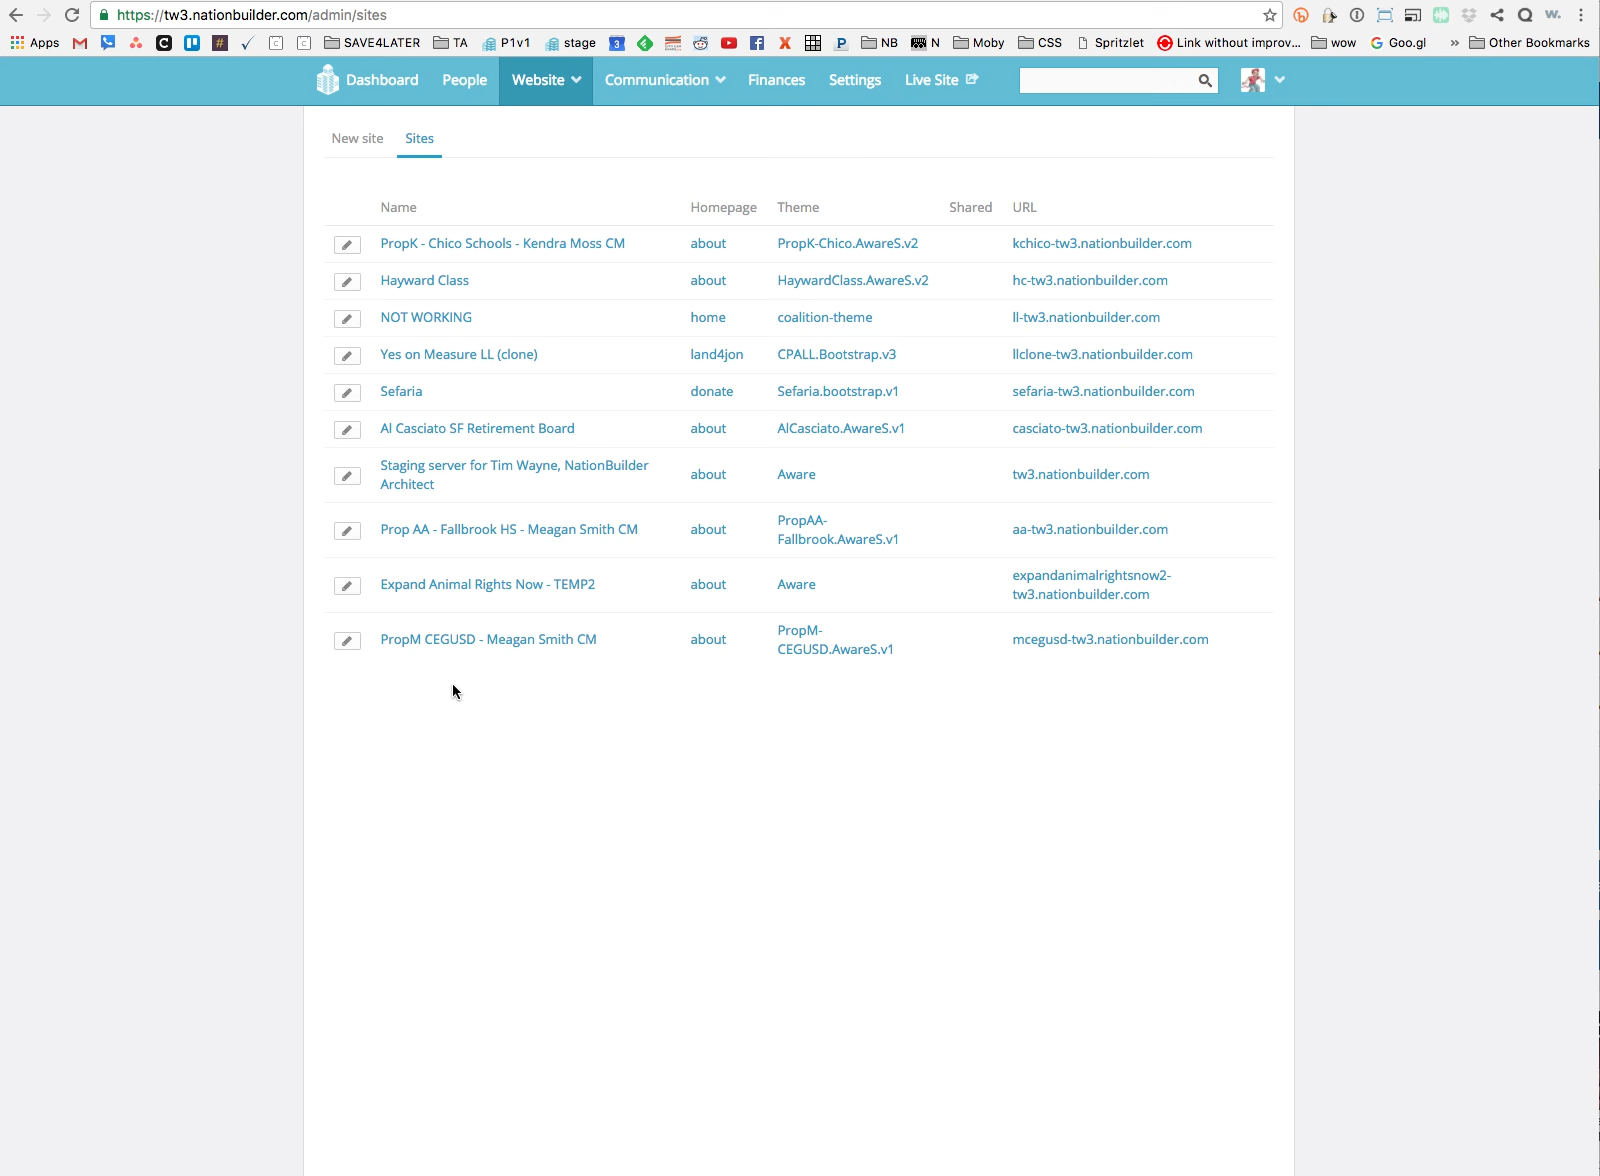 https://tw3.nationbuilder.com/admin/sites
Apps SAVE4LATER TA P1v1 stage NB N Moby CSS Spritzlet Link without improv... wow Goo.gl » Other Bookmarks
Dashboard People Website Communication Finances Settings Live Site
New site Sites
Name Homepage Theme Shared URL
PropK - Chico Schools - Kendra Moss CM about PropK-Chico.AwareS.v2 kchico-tw3.nationbuilder.com
Hayward Class about HaywardClass.AwareS.v2 hc-tw3.nationbuilder.com
NOT WORKING home coalition-theme ll-tw3.nationbuilder.com
Yes on Measure LL (clone) land4jon CPALL.Bootstrap.v3 llclone-tw3.nationbuilder.com
Sefaria donate Sefaria.bootstrap.v1 sefaria-tw3.nationbuilder.com
Al Casciato SF Retirement Board about AlCasciato.AwareS.v1 casciato-tw3.nationbuilder.com
Staging server for Tim Wayne, NationBuilder
Architect about Aware tw3.nationbuilder.com
Prop AA - Fallbrook HS - Meagan Smith CM about PropAA-
Fallbrook.AwareS.v1 aa-tw3.nationbuilder.com
Expand Animal Rights Now - TEMP2 about Aware expandanimalrightsnow2-
tw3.nationbuilder.com
PropM CEGUSD - Meagan Smith CM about PropM-
CEGUSD.AwareS.v1 mcegusd-tw3.nationbuilder.com